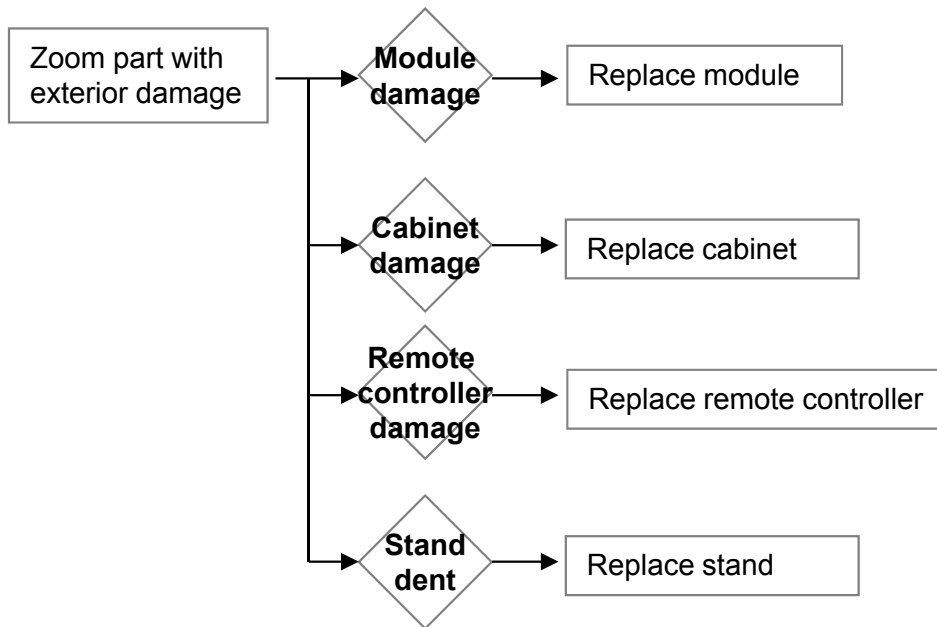 Zoom part with
exterior damage
Module
damage
Replace module
Cabinet
damage
Replace cabinet
Remote
controller
damage
Replace remote controller
Stand
dent
Replace stand